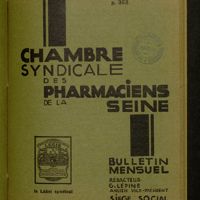 p. 303
CHAMBRE
SYNDICALE
DES
PHARMACIENS
DE LA SEINE
BULLETIN
MENSUEL
RÉDACTEUR:
G. LÉPINE
ANCIEN VICE-PRÉSIDENT
SIÈGE SOCIAL
le Label syndical